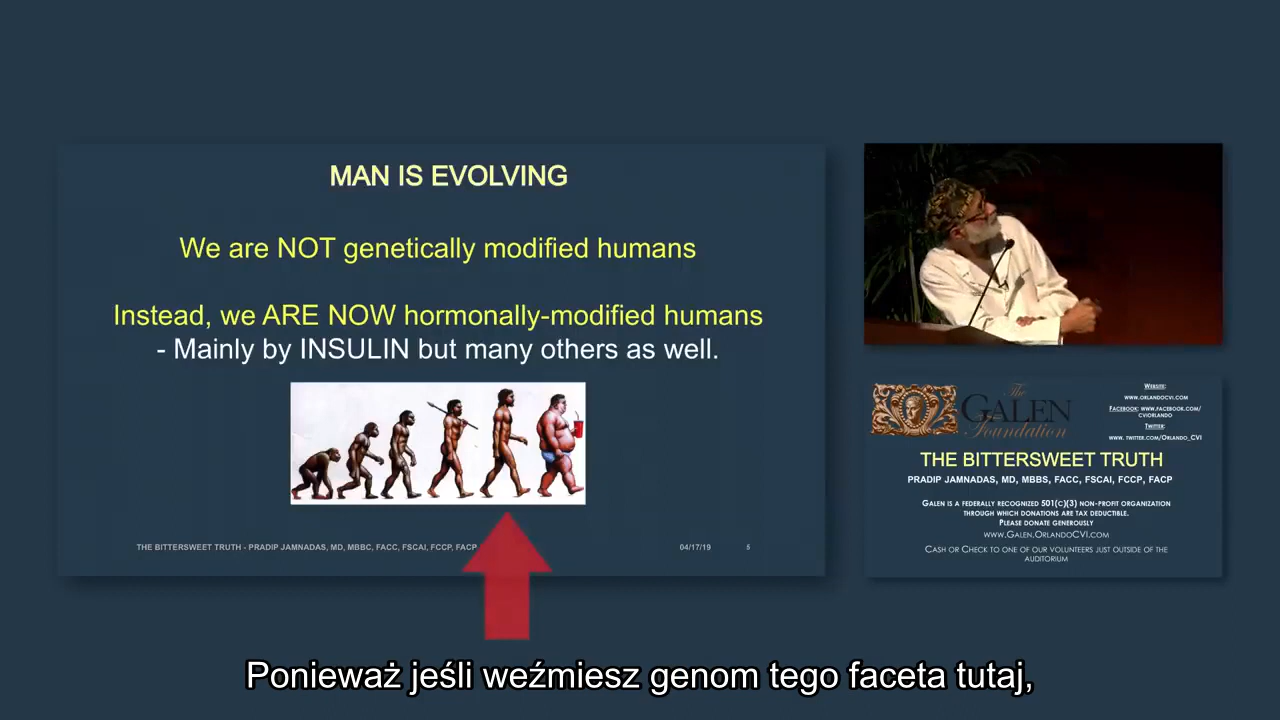 MAN IS EVOLVING
We are NOT genetically modified humans
Instead, we ARE NOW hormonally-modified humans
- Mainly by INSULIN but many others as well.
THE BITTERSWEET TRUTH - PRADIP JAMNADAS, MD, MBBC, FACC, FSCAI, FCCP, FACP
04/17/19
5
The
GALEN
Foundation
WEBSITE:
WWW.ORLANDOCVI.COM
FACEBOOK: WWW.FACEBOOK.COM/
CVIORLANDO
TWITTER:
WWW. TWITTER.COM/ORLANDO_CVI
THE BITTERSWEET TRUTH
PRADIP JAMNADAS, MD, MBBS, FACC, FSCAI, FCCP, FACP
GALEN IS A FEDERALLY RECOGNIZED 501(C)(3) NON-PROFIT ORGANIZATION
THROUGH WHICH DONATIONS ARE TAX DEDUCTIBLE.
PLEASE DONATE GENEROUSLY
WWW.GALEN.ORLANDOCVI.COM
CASH OR CHECK TO ONE OF OUR VOLUNTEERS JUST OUTSIDE OF THE
AUDITORIUM
Ponieważ jeśli weźmiesz genom tego faceta tutaj,